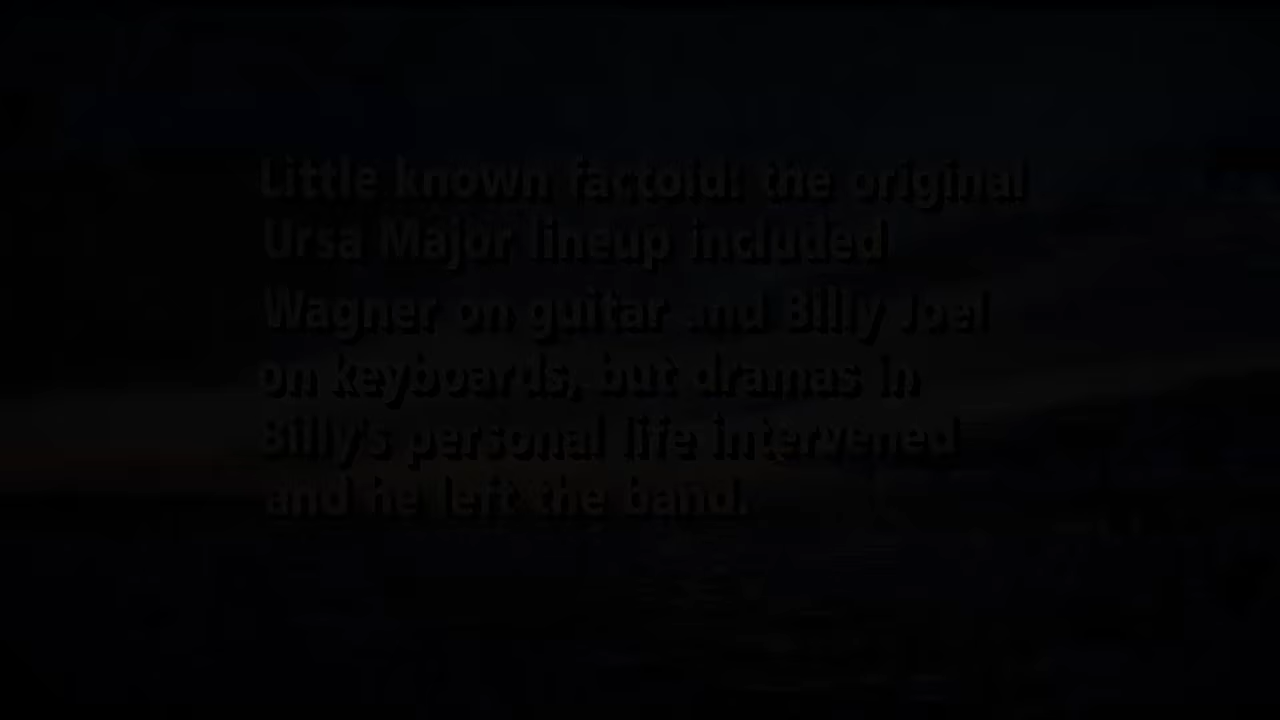 Little known factoid: the original
Ursa Major lineup included
Wagner on guitar and Billy Joel
on keyboards, but dramas in
Billy's personal life intervened
and he left the band.